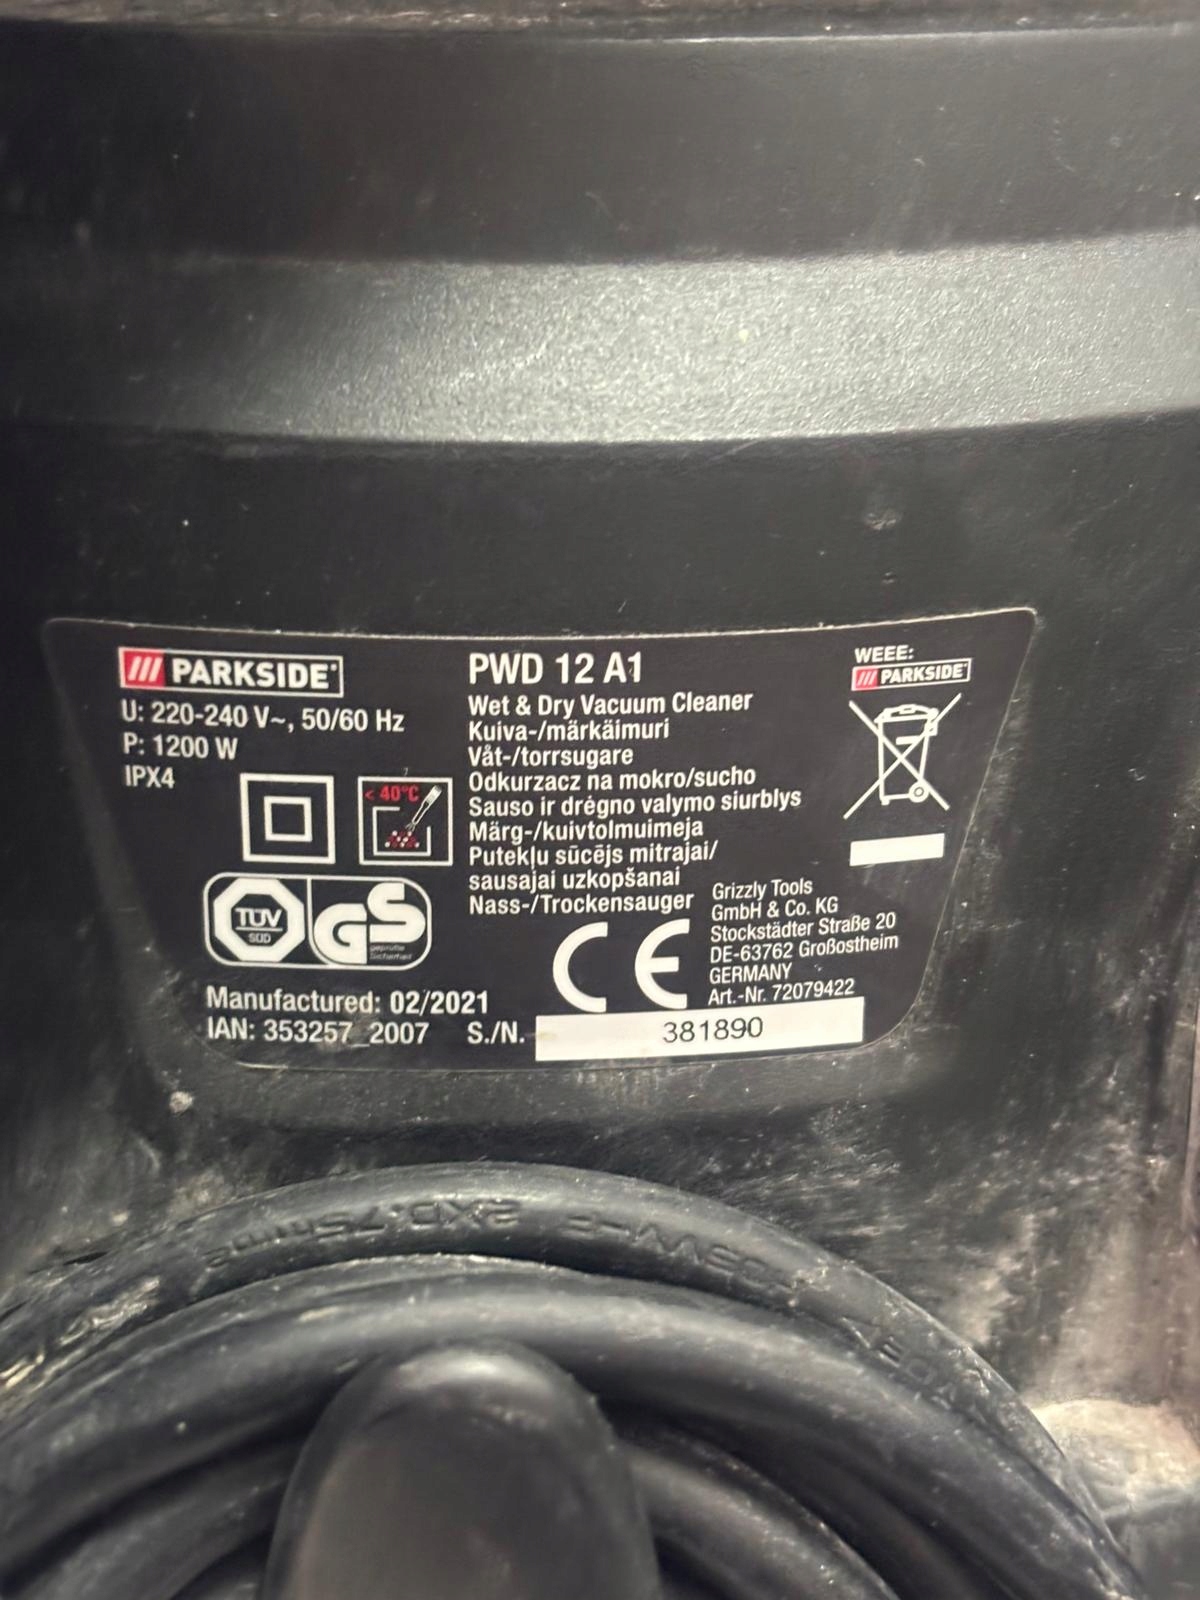 PARKSIDE®
U: 220-240 V~, 50/60 Hz
P: 1200 W
IPX4
< 40°C
TÜV
SÜD
GS
geprüfte
Sicherheit
Manufactured: 02/2021
IAN: 353257_2007
PWD 12 A1
Wet & Dry Vacuum Cleaner
Kuiva-/märkäimuri
Våt-/torrsugare
Odkurzacz na mokro/sucho
Sauso ir drėgno valymo siurblys
Märg-/kuivtolmuimeja
Putekļu sūcējs mitrajai/
sausajai uzkopšanai
Nass-/Trockensauger
CE
S./N.
381890
WEEE:
PARKSIDE®
Grizzly Tools
GmbH & Co. KG
Stockstädter Straße 20
DE-63762 Großostheim
GERMANY
Art.-Nr. 72079422